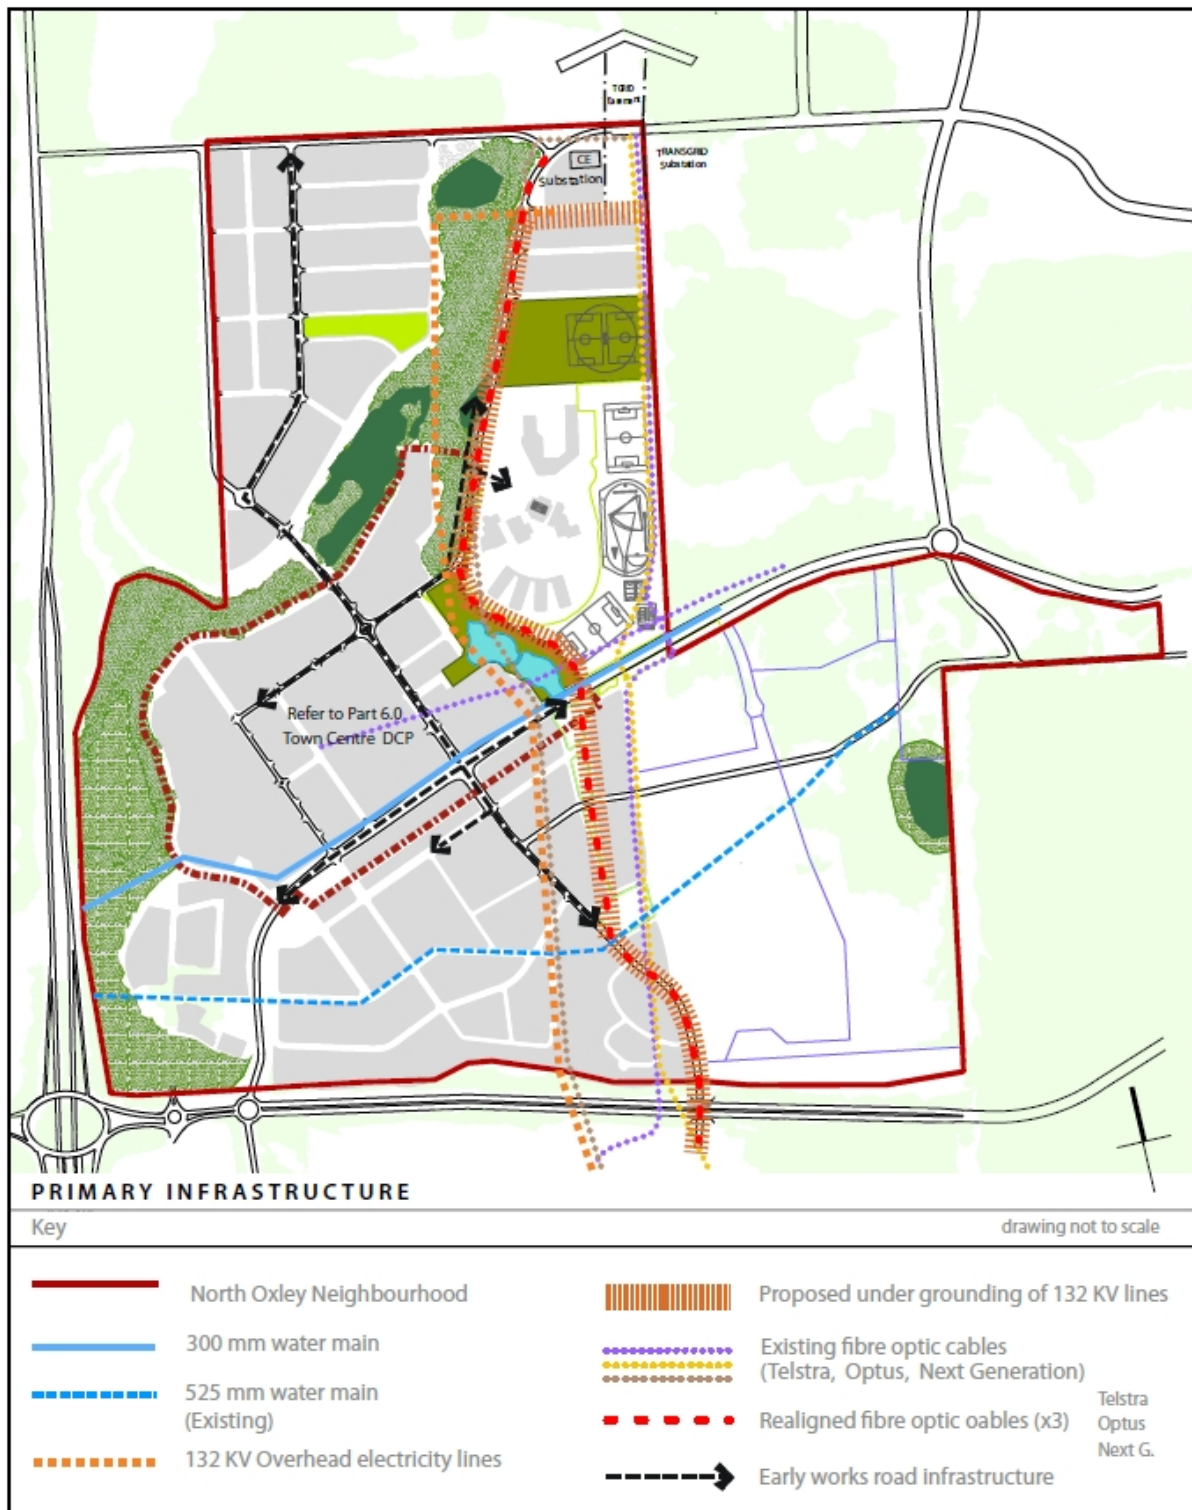 TGRID
Easement
TRANSGRID
Substation
CE
Substation
Refer to Part 6.0
Town Centre DCP
PRIMARY INFRASTRUCTURE
Key
drawing not to scale
North Oxley Neighbourhood
300 mm water main
525 mm water main
(Existing)
132 KV Overhead electricity lines
Proposed under grounding of 132 KV lines
Existing fibre optic cables
(Telstra, Optus, Next Generation)
Realigned fibre optic oables (x3)
Telstra
Optus
Next G.
Early works road infrastructure